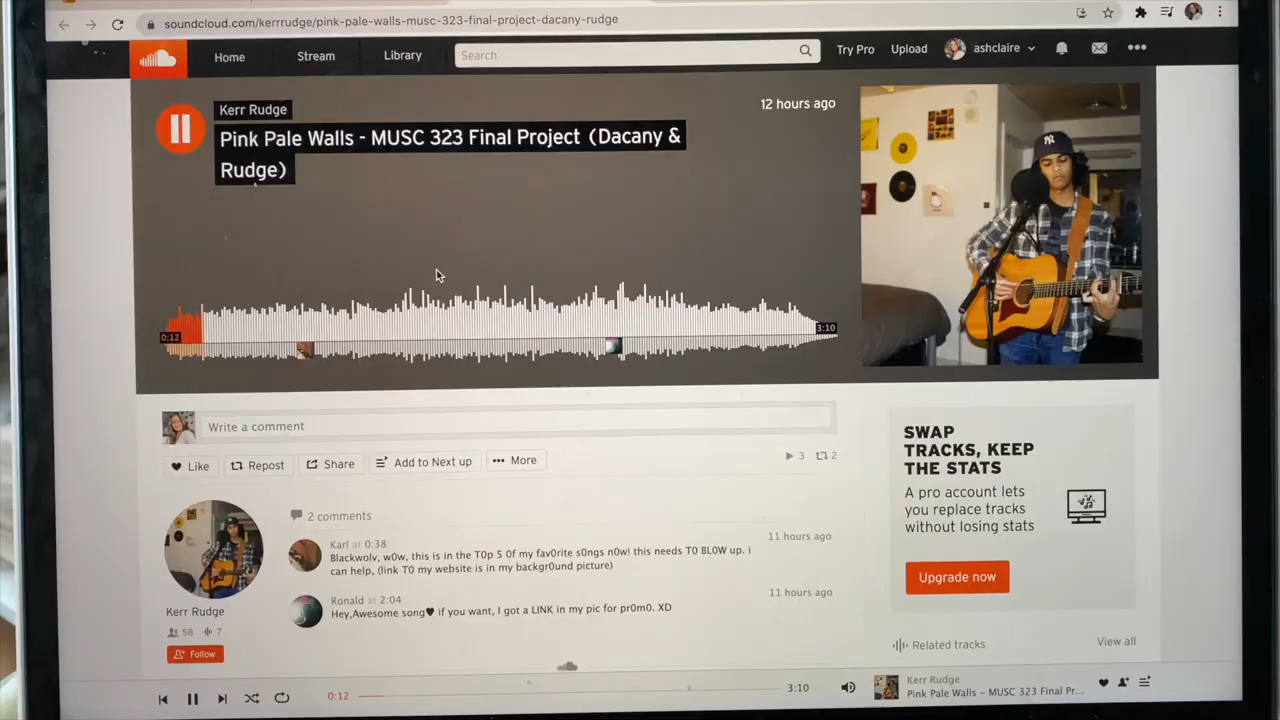 soundcloud.com/kerrrudge/pink-pale-walls-musc-323-final-project-dacany-rudge
Home
Stream
Library
Search
Try Pro
Upload
ashclaire
Kerr Rudge
12 hours ago
Pink Pale Walls - MUSC 323 Final Project (Dacany &
Rudge)
0:12
3:10
Write a comment
Like
Repost
Share
Add to Next up
More
3
2
SWAP
TRACKS, KEEP
THE STATS
A pro account lets
you replace tracks
without losing stats
Upgrade now
2 comments
Karl at 0:38
11 hours ago
Blackwolv, w0w, this is in the T0p 5 0f my fav0rite s0ngs n0w! this needs T0 BL0W up. i
can help, (link T0 my website is in my backgr0und picture)
Ronald at 2:04
11 hours ago
Hey,Awesome song♥ if you want, I got a LINK in my pic for pr0m0. XD
Kerr Rudge
58
7
Follow
Related tracks
View all
0:12
3:10
Kerr Rudge
Pink Pale Walls - MUSC 323 Final Pr...